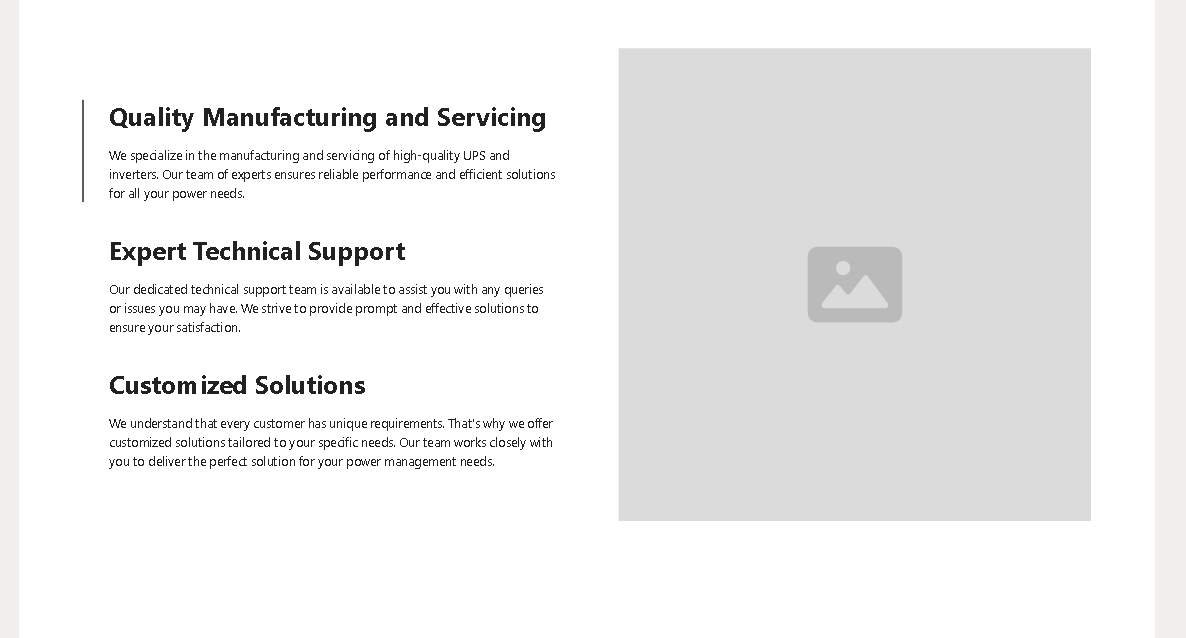 Quality Manufacturing and Servicing
We specialize in the manufacturing and servicing of high-quality UPS and
inverters. Our team of experts ensures reliable performance and efficient solutions
for all your power needs.
Expert Technical Support
Our dedicated technical support team is available to assist you with any queries
or issues you may have. We strive to provide prompt and effective solutions to
ensure your satisfaction.
Customized Solutions
We understand that every customer has unique requirements. That's why we offer
customized solutions tailored to your specific needs. Our team works closely with
you to deliver the perfect solution for your power management needs.